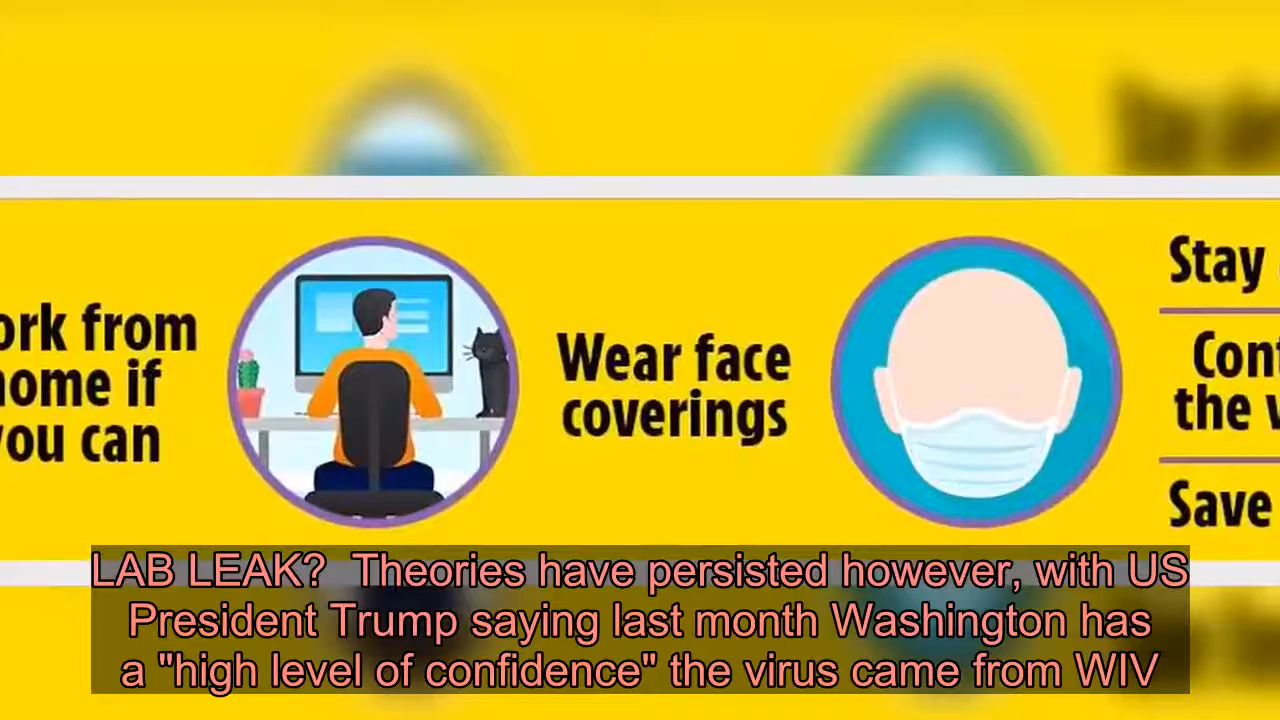 ork from
home if
you can
Wear face
coverings
Stay
Cont
the v
Save
LAB LEAK?  Theories have persisted however, with US
President Trump saying last month Washington has
a "high level of confidence" the virus came from WIV